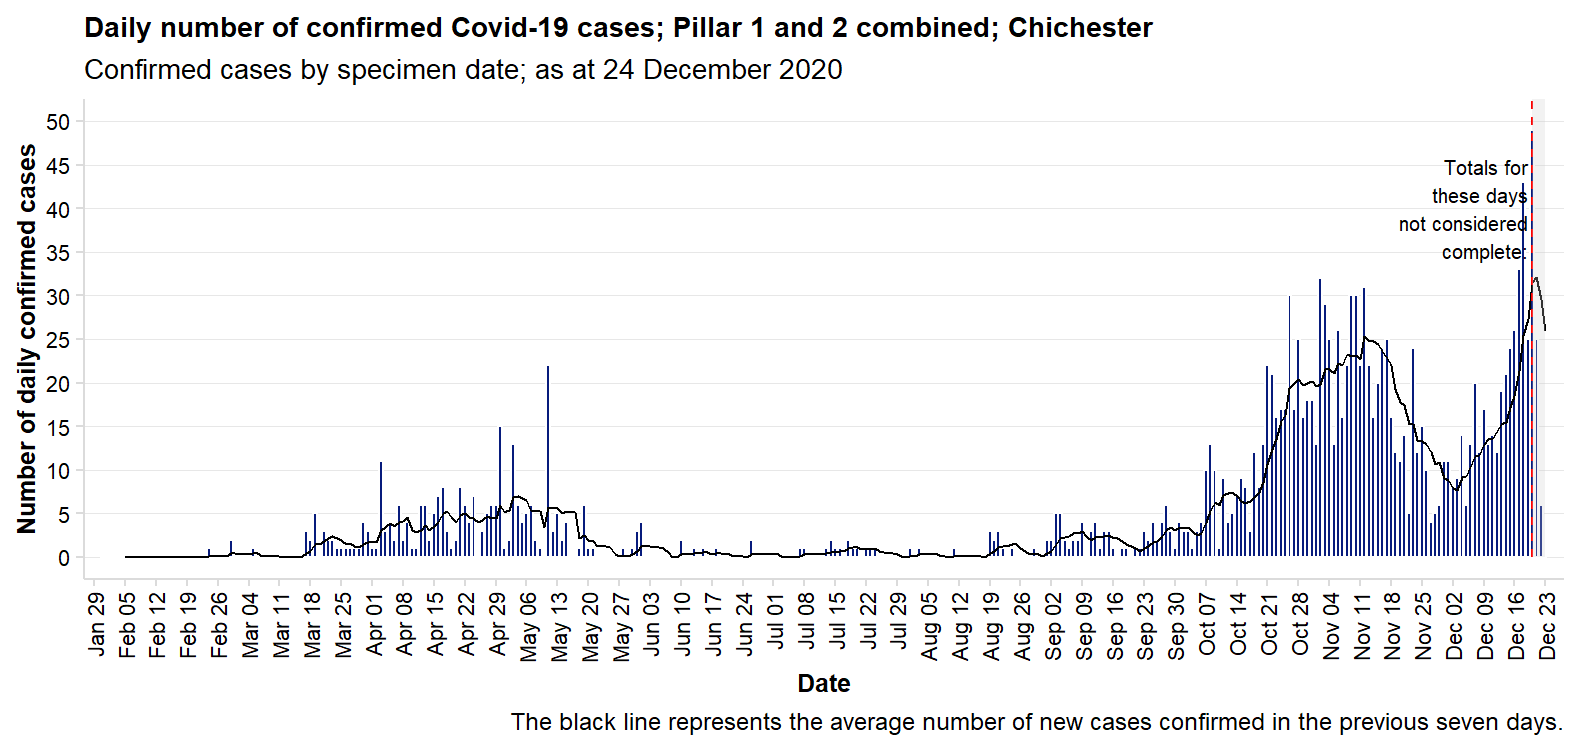 Daily number of confirmed Covid-19 cases; Pillar 1 and 2 combined; Chichester
Confirmed cases by specimen date; as at 24 December 2020
Number of daily confirmed cases
50
45
40
35
30
25
20
15
10
5
0
Totals for
these days
not considered
complete.
Jan 29
Feb 05
Feb 12
Feb 19
Feb 26
Mar 04
Mar 11
Mar 18
Mar 25
Apr 01
Apr 08
Apr 15
Apr 22
Apr 29
May 06
May 13
May 20
May 27
Jun 03
Jun 10
Jun 17
Jun 24
Jul 01
Jul 08
Jul 15
Jul 22
Jul 29
Aug 05
Aug 12
Aug 19
Aug 26
Sep 02
Sep 09
Sep 16
Sep 23
Sep 30
Oct 07
Oct 14
Oct 21
Oct 28
Nov 04
Nov 11
Nov 18
Nov 25
Dec 02
Dec 09
Dec 16
Dec 23
Date
The black line represents the average number of new cases confirmed in the previous seven days.